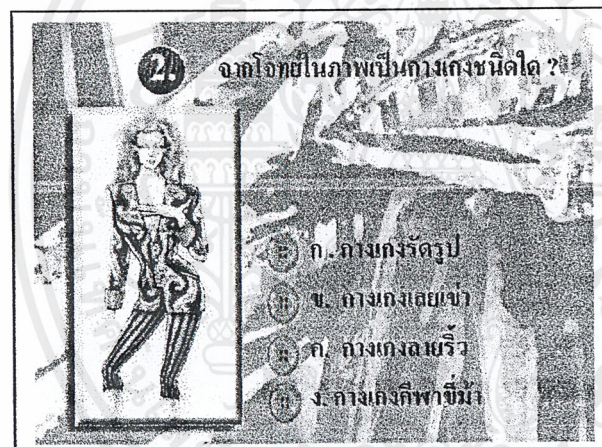 2. จากโจทย์ในภาพเป็นกางเกงชนิดใด ?
ก. กางเกงรัดรูป
ข. กางเกงเลยเข่า
ค. กางเกงลายริ้ว
ง. กางเกงกีฬาขี่ม้า